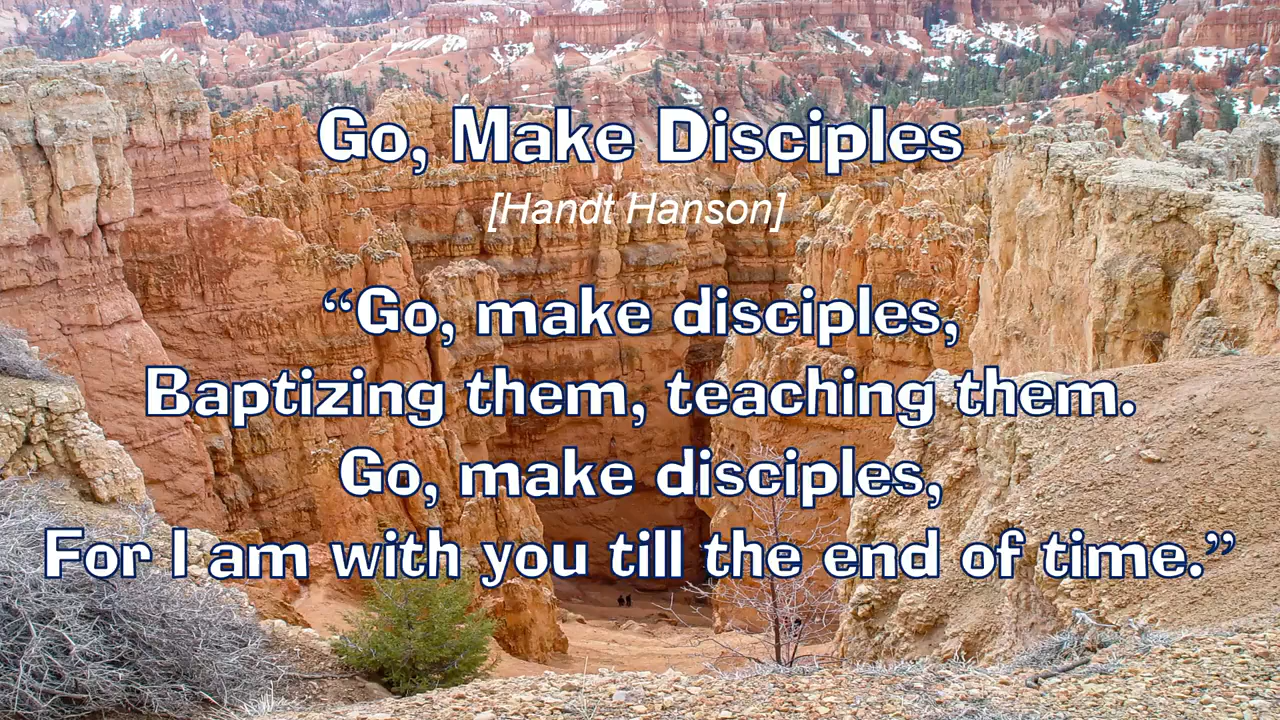 Go, Make Disciples
[Handt Hanson]
“Go, make disciples,
Baptizing them, teaching them.
Go, make disciples,
For I am with you till the end of time.”